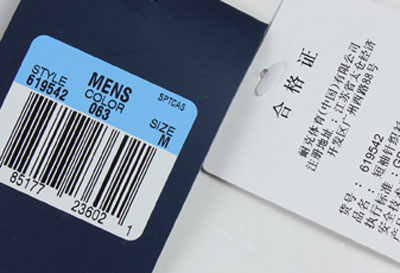 MENS
STYLE
COLOR
SPTCAS
SIZE
619542
063
M
85177 23602 1
合格证
耐克体育(中国)有限公司
注册地址:江苏省太仓经济
开发区广州西路88号
货号:619542
品名:短袖针织衫
执行标准:
安全技术